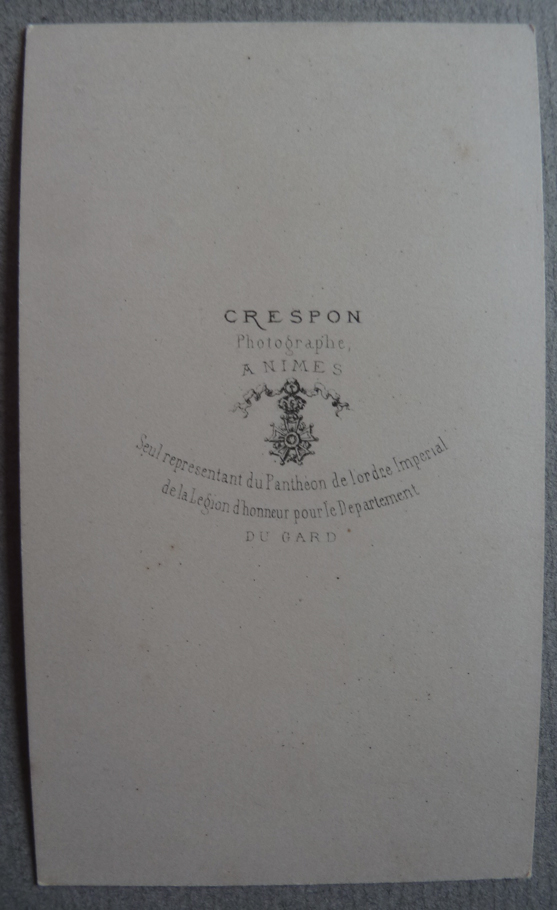 CRESPON
Photographe,
A NIMES
Seul représentant du Panthéon de l'ordre Impérial
de la Légion d'honneur pour le Département
DU GARD